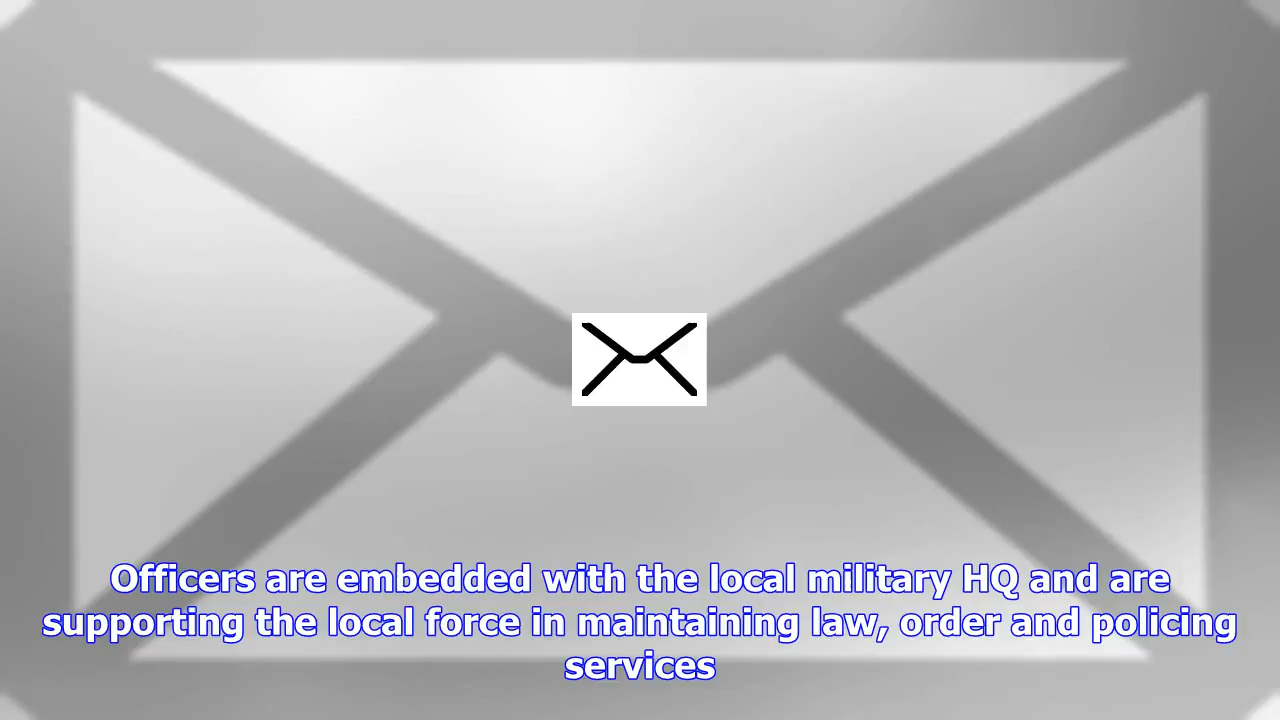 Officers are embedded with the local military HQ and are
supporting the local force in maintaining law, order and policing
services